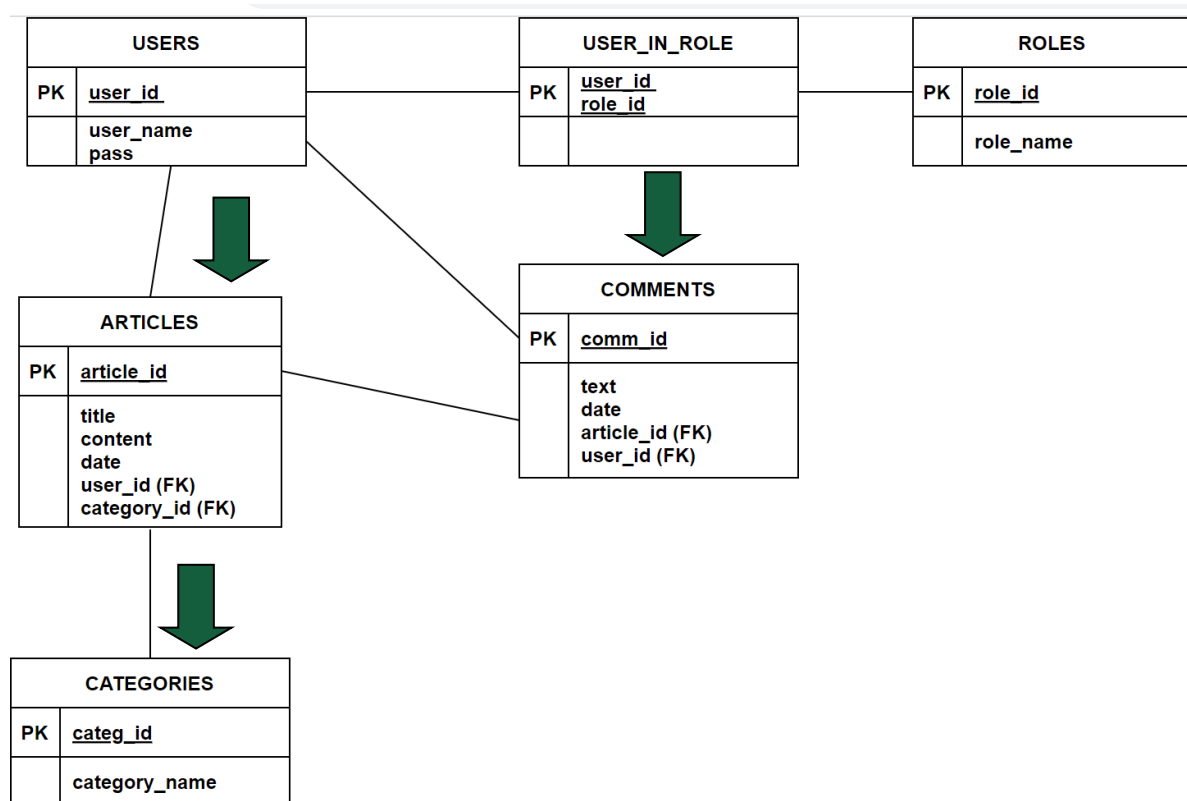 USERS
PK
user_id
user_name
pass
USER_IN_ROLE
PK
user_id
role_id
ROLES
PK
role_id
role_name
ARTICLES
PK
article_id
title
content
date
user_id (FK)
category_id (FK)
COMMENTS
PK
comm_id
text
date
article_id (FK)
user_id (FK)
CATEGORIES
PK
categ_id
category_name